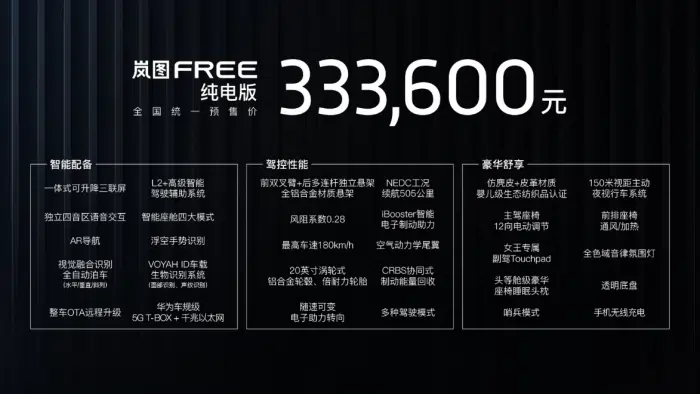 岚图FREE
纯电版
全国统一预售价
333,600元
智能配备
一体式可升降三联屏
L2+高级智能
驾驶辅助系统
独立四音区语音交互
智能座舱四大模式
AR导航
浮空手势识别
视觉融合识别
全自动泊车
(水平/垂直/斜列)
VOYAH ID车载
生物识别系统
(面部识别、声纹识别)
整车OTA远程升级
华为车规级
5G T-BOX + 千兆以太网
驾控性能
前双叉臂+后多连杆独立悬架
全铝合金材质悬架
NEDC工况
续航505公里
风阻系数0.28
iBooster智能
电子制动助力
最高车速180km/h
空气动力学尾翼
20英寸涡轮式
铝合金轮毂、倍耐力轮胎
CRBS协同式
制动能量回收
随速可变
电子助力转向
多种驾驶模式
豪华舒享
仿麂皮+皮革材质
婴儿级生态纺织品认证
150米视距主动
夜视行车系统
主驾座椅
12向电动调节
前排座椅
通风/加热
女王专属
副驾Touchpad
全色域音律氛围灯
头等舱级豪华
座椅睡眠头枕
透明底盘
哨兵模式
手机无线充电